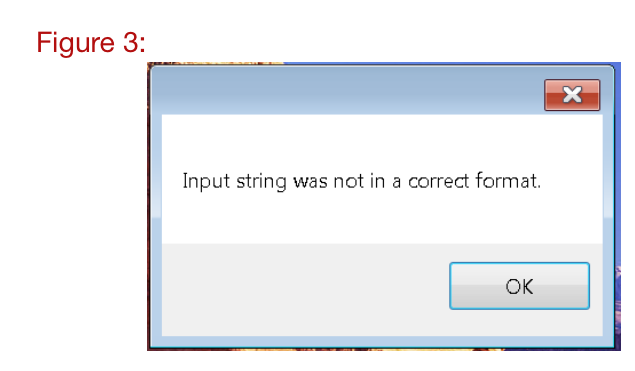 Figure 3:
Input string was not in a correct format.
OK